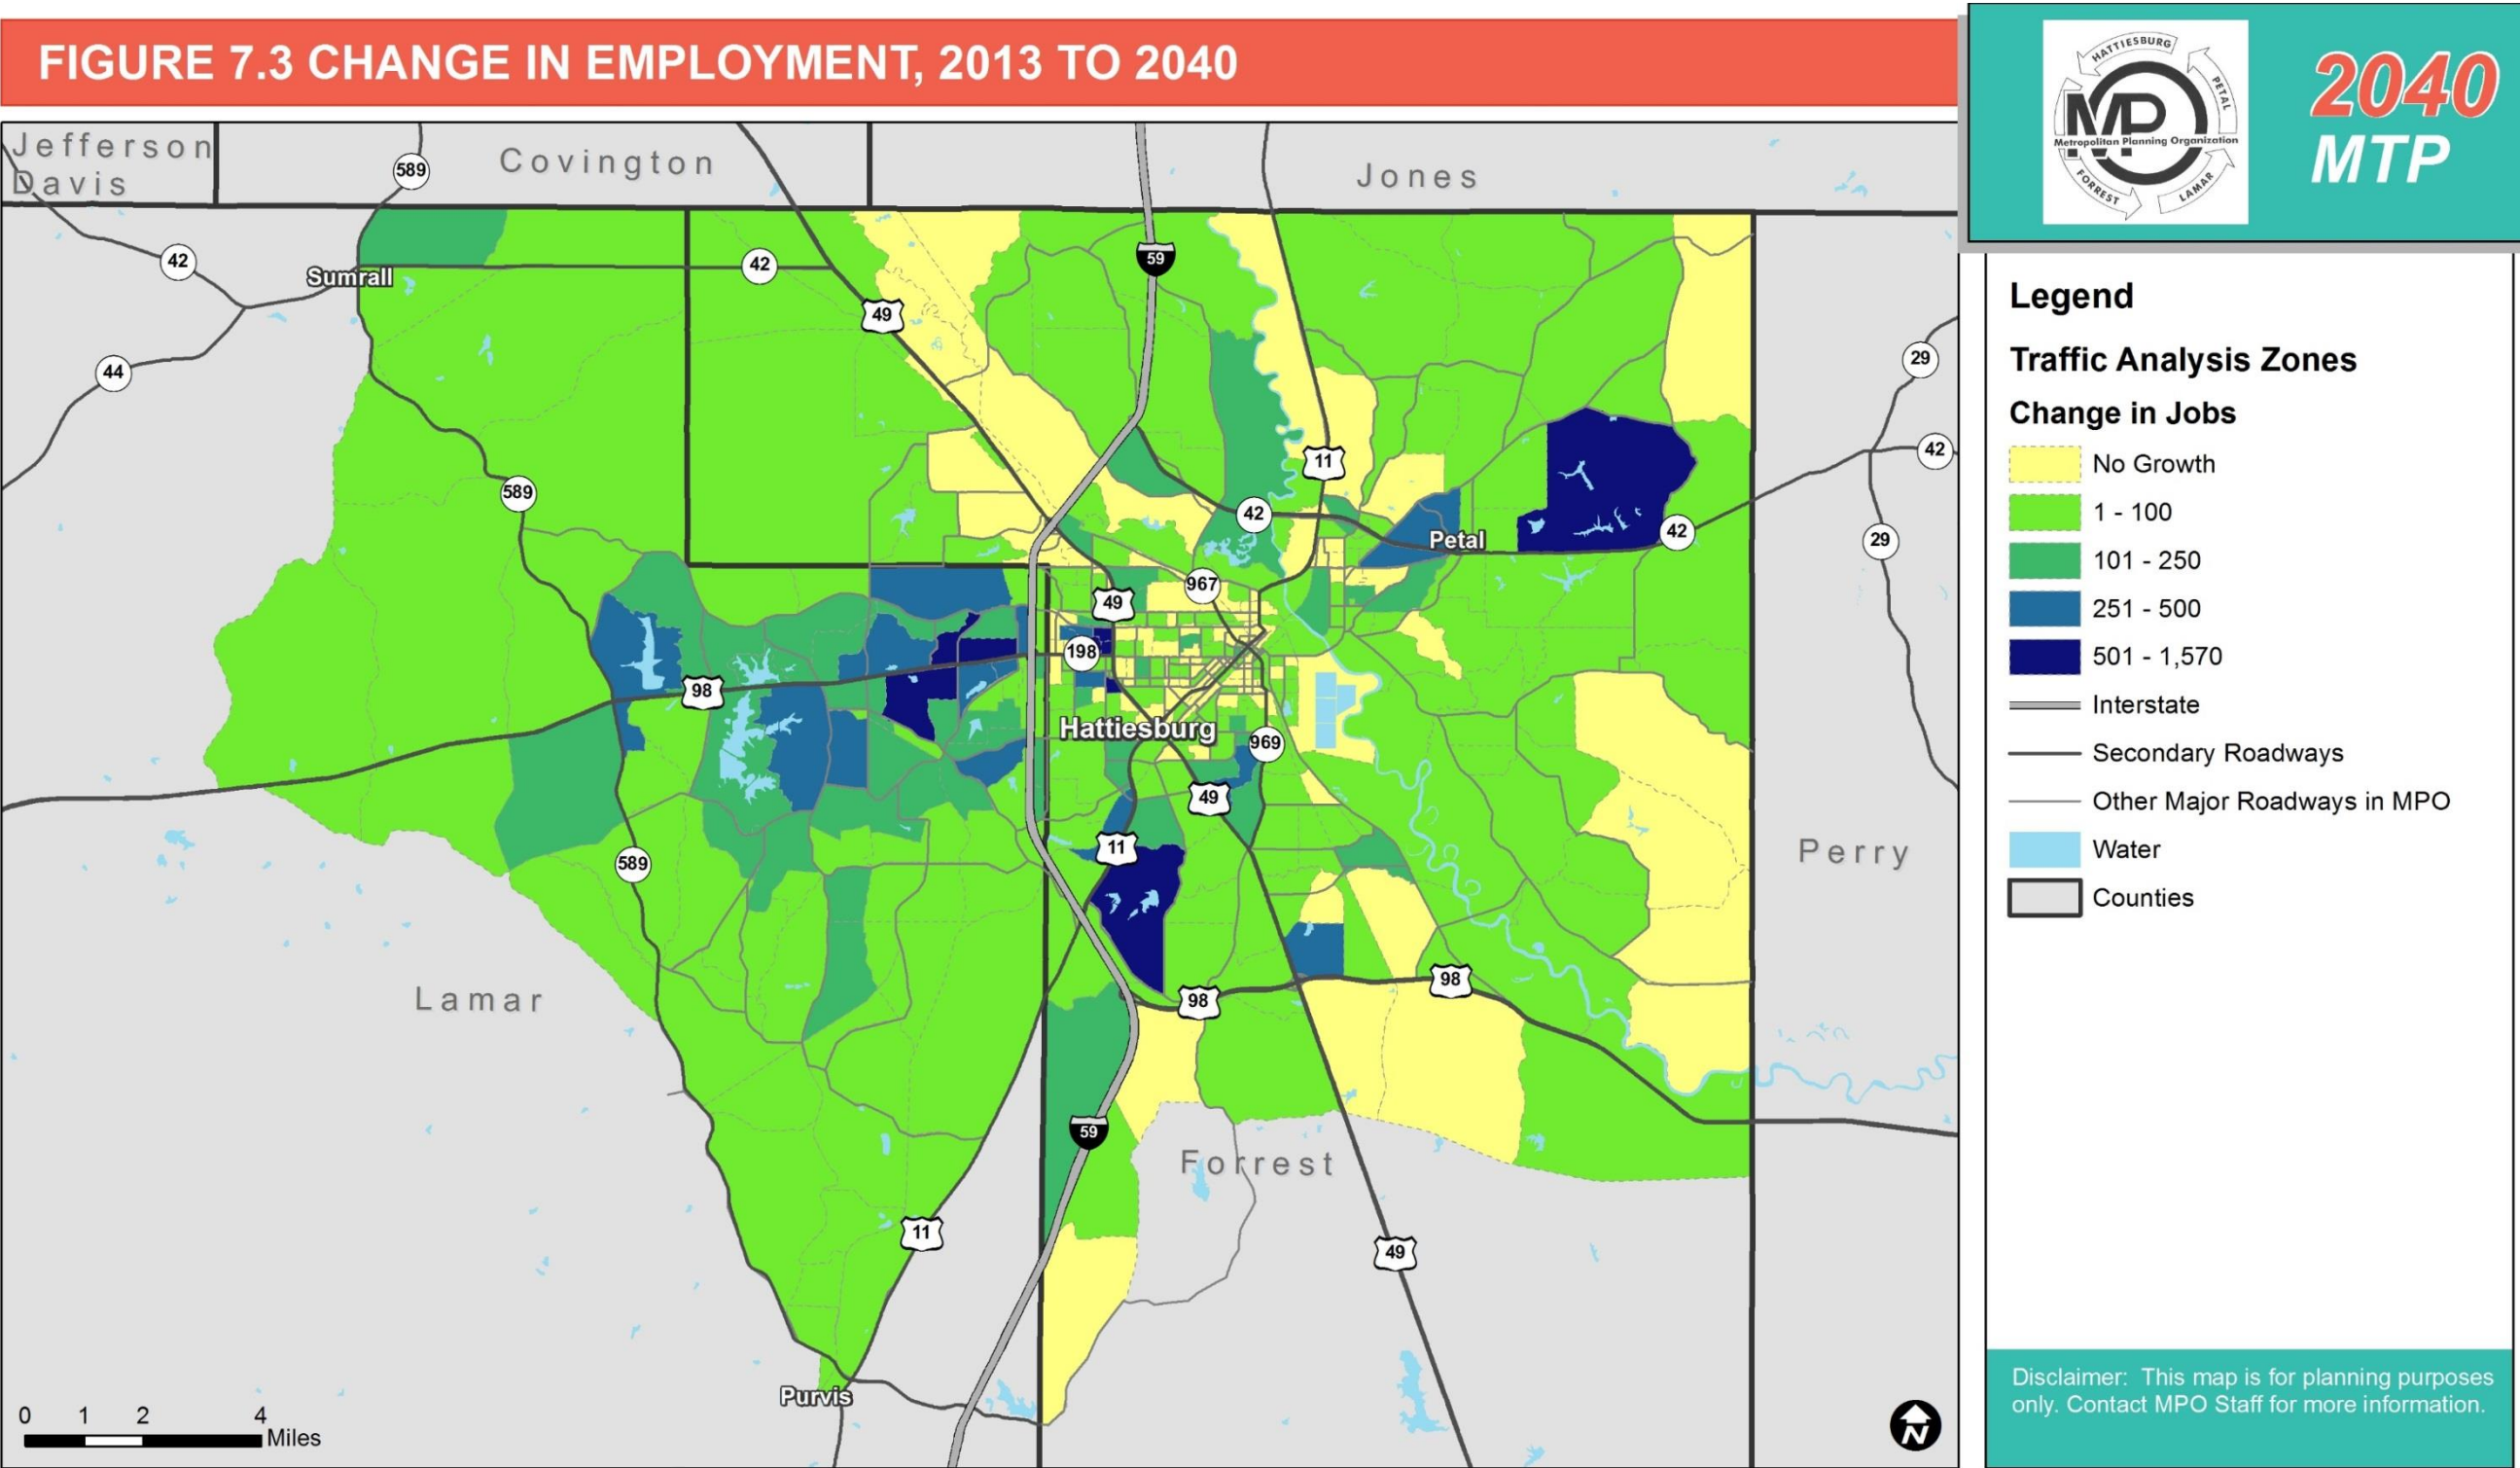 FIGURE 7.3 CHANGE IN EMPLOYMENT, 2013 TO 2040
HATTIESBURG
PETAL
LAMAR
FORREST
MP
Metropolitan Planning Organization
2040
MTP
Jefferson
Davis
Covington
Jones
589
42
Sumrall
42
59
49
44
29
42
11
589
42
Petal
42
29
967
49
198
98
Hattiesburg
969
49
11
589
Perry
98
98
Lamar
59
Forrest
11
49
Purvis
0 1 2 4
Miles
N
Legend
Traffic Analysis Zones
Change in Jobs
No Growth
1 - 100
101 - 250
251 - 500
501 - 1,570
Interstate
Secondary Roadways
Other Major Roadways in MPO
Water
Counties
Disclaimer: This map is for planning purposes
only. Contact MPO Staff for more information.